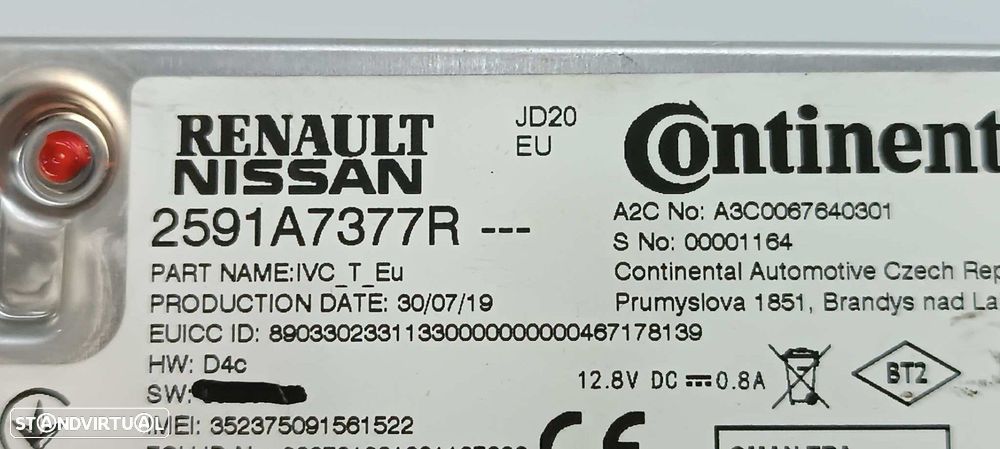 RENAULT
NISSAN
JD20
EU
Continent
2591A7377R ---
A2C No: A3C0067640301
S No: 00001164
PART NAME:IVC_T_Eu
Continental Automotive Czech Rep
PRODUCTION DATE: 30/07/19
Prumyslova 1851, Brandys nad La
EUICC ID: 89033023311330000000000467178139
HW: D4c
12.8V DC 0.8A
BT2
SW:
IMEI: 352375091561522
CE
STANDVIRTUAL